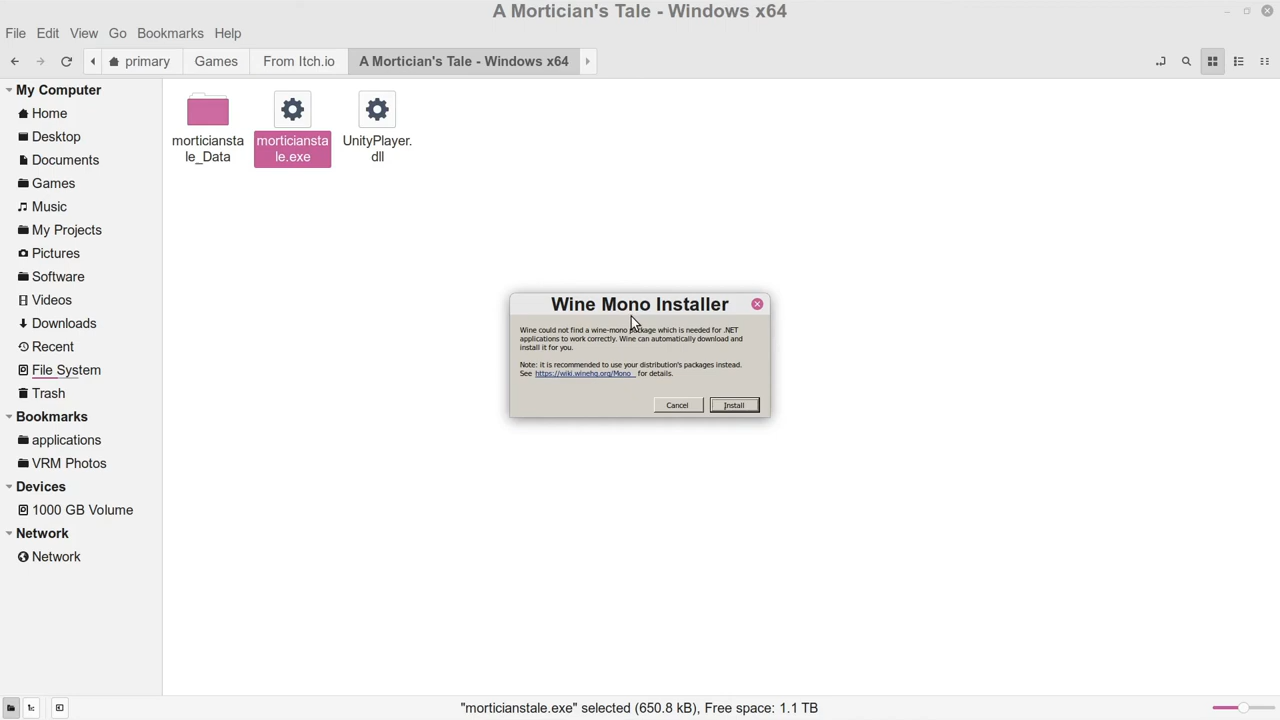 A Mortician's Tale - Windows x64
File Edit View Go Bookmarks Help
primary Games From Itch.io A Mortician's Tale - Windows x64
My Computer
Home
Desktop
Documents
Games
Music
My Projects
Pictures
Software
Videos
Downloads
Recent
File System
Trash
Bookmarks
applications
VRM Photos
Devices
1000 GB Volume
Network
Network
morticiansta
le_Data
morticiansta
le.exe
UnityPlayer.
dll
Wine Mono Installer
Wine could not find a wine-mono package which is needed for .NET
applications to work correctly. Wine can automatically download and
install it for you.
Note: it is recommended to use your distribution's packages instead.
See https://wiki.winehq.org/Mono for details.
Cancel Install
"morticianstale.exe" selected (650.8 kB), Free space: 1.1 TB